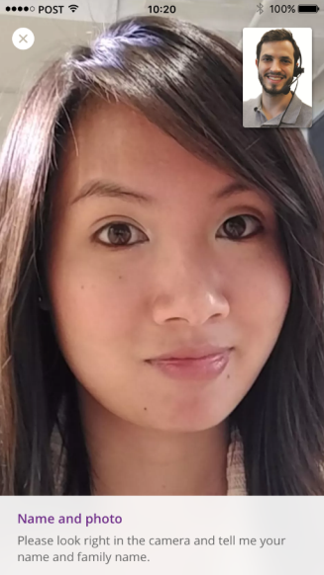 POST 10:20 100%
Name and photo
Please look right in the camera and tell me your
name and family name.